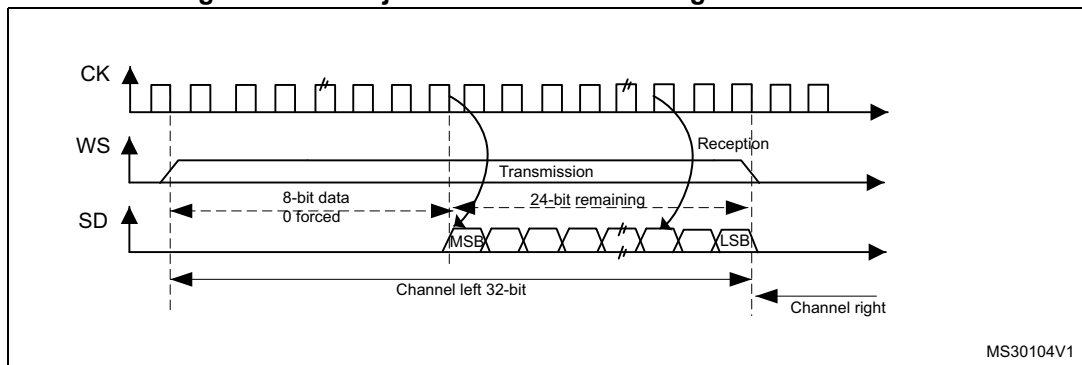 CK
WS
Reception
Transmission
8-bit data
0 forced
24-bit remaining
SD
MSB
LSB
Channel left 32-bit
Channel right
MS30104V1